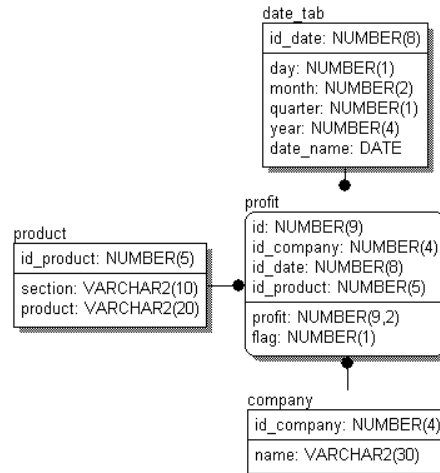 date_tab
id_date: NUMBER(8)
day: NUMBER(1)
month: NUMBER(2)
quarter: NUMBER(1)
year: NUMBER(4)
date_name: DATE
profit
id: NUMBER(9)
id_company: NUMBER(4)
id_date: NUMBER(8)
id_product: NUMBER(5)
profit: NUMBER(9,2)
flag: NUMBER(1)
product
id_product: NUMBER(5)
section: VARCHAR2(10)
product: VARCHAR2(20)
company
id_company: NUMBER(4)
name: VARCHAR2(30)